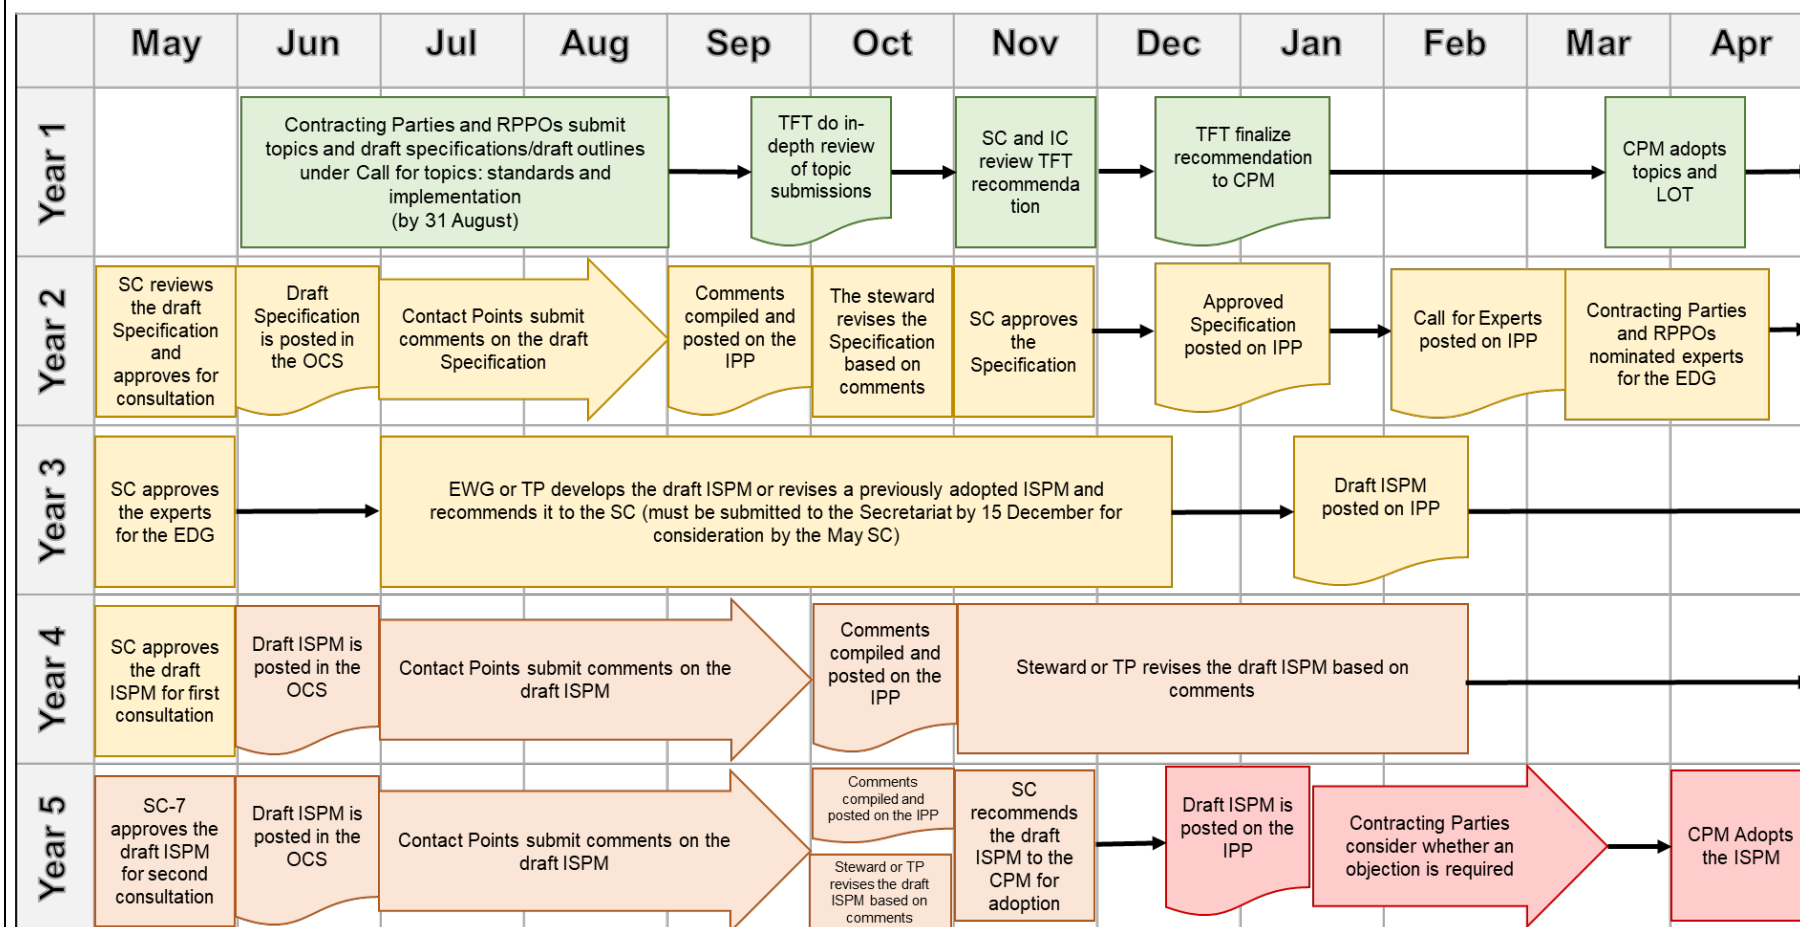 May Jun Jul Aug Sep Oct Nov Dec Jan Feb Mar Apr
Year 1
Contracting Parties and RPPOs submit
topics and draft specifications/draft outlines
under Call for topics: standards and
implementation
(by 31 August)
TFT do in-
depth review
of topic
submissions
SC and IC
review TFT
recommenda
tion
TFT finalize
recommendation
to CPM
CPM adopts
topics and
LOT
Year 2
SC reviews
the draft
Specification
and
approves for
consultation
Draft
Specification
is posted in
the OCS
Contact Points submit
comments on the draft
Specification
Comments
compiled and
posted on the
IPP
The steward
revises the
Specification
based on
comments
SC approves
the
Specification
Approved
Specification
posted on IPP
Call for Experts
posted on IPP
Contracting Parties
and RPPOs
nominated experts
for the EDG
Year 3
SC approves
the experts
for the EDG
EWG or TP develops the draft ISPM or revises a previously adopted ISPM and
recommends it to the SC (must be submitted to the Secretariat by 15 December for
consideration by the May SC)
Draft ISPM
posted on IPP
Year 4
SC approves
the draft
ISPM for first
consultation
Draft ISPM is
posted in the
OCS
Contact Points submit comments on the
draft ISPM
Comments
compiled and
posted on the
IPP
Steward or TP revises the draft ISPM based on
comments
Year 5
SC-7
approves the
draft ISPM
for second
consultation
Draft ISPM is
posted in the
OCS
Contact Points submit comments on the
draft ISPM
Comments
compiled and
posted on the IPP
Steward or TP
revises the draft
ISPM based on
comments
SC
recommends
the draft
ISPM to the
CPM for
adoption
Draft ISPM is
posted on the
IPP
Contracting Parties
consider whether an
objection is required
CPM Adopts
the ISPM